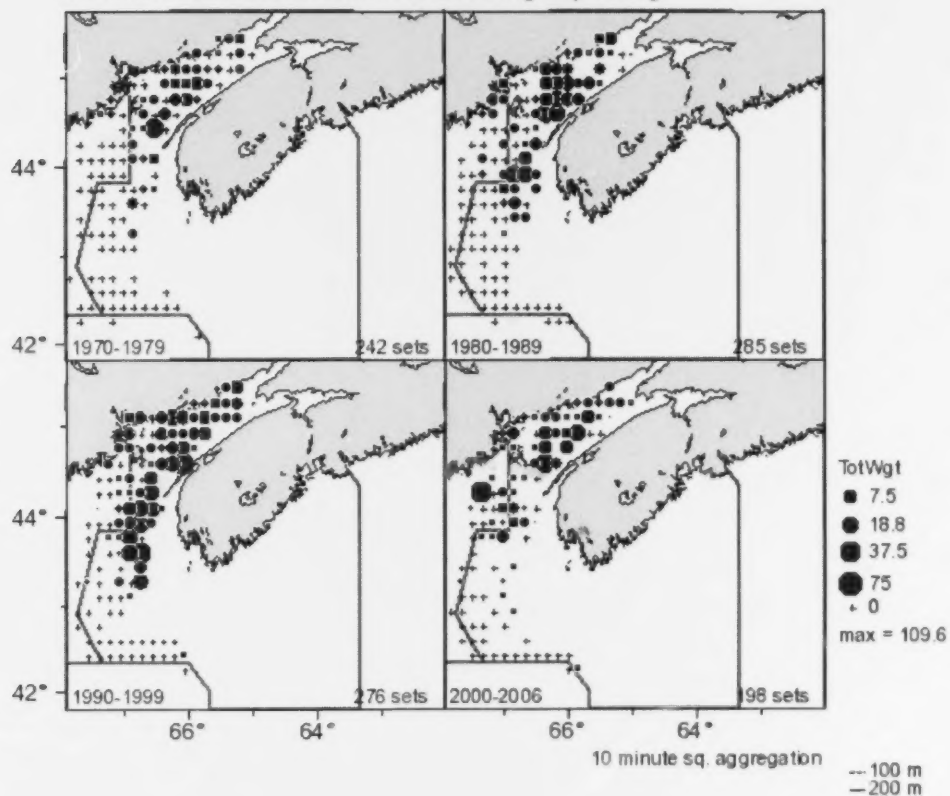 44°
42°
1970-1979 242 sets
1980-1989 285 sets
44°
42°
1990-1999 276 sets
2000-2006 198 sets
66° 64° 66° 64°
TotWgt
7.5
18.8
37.5
75
0
max = 109.6
10 minute sq. aggregation
100 m
200 m